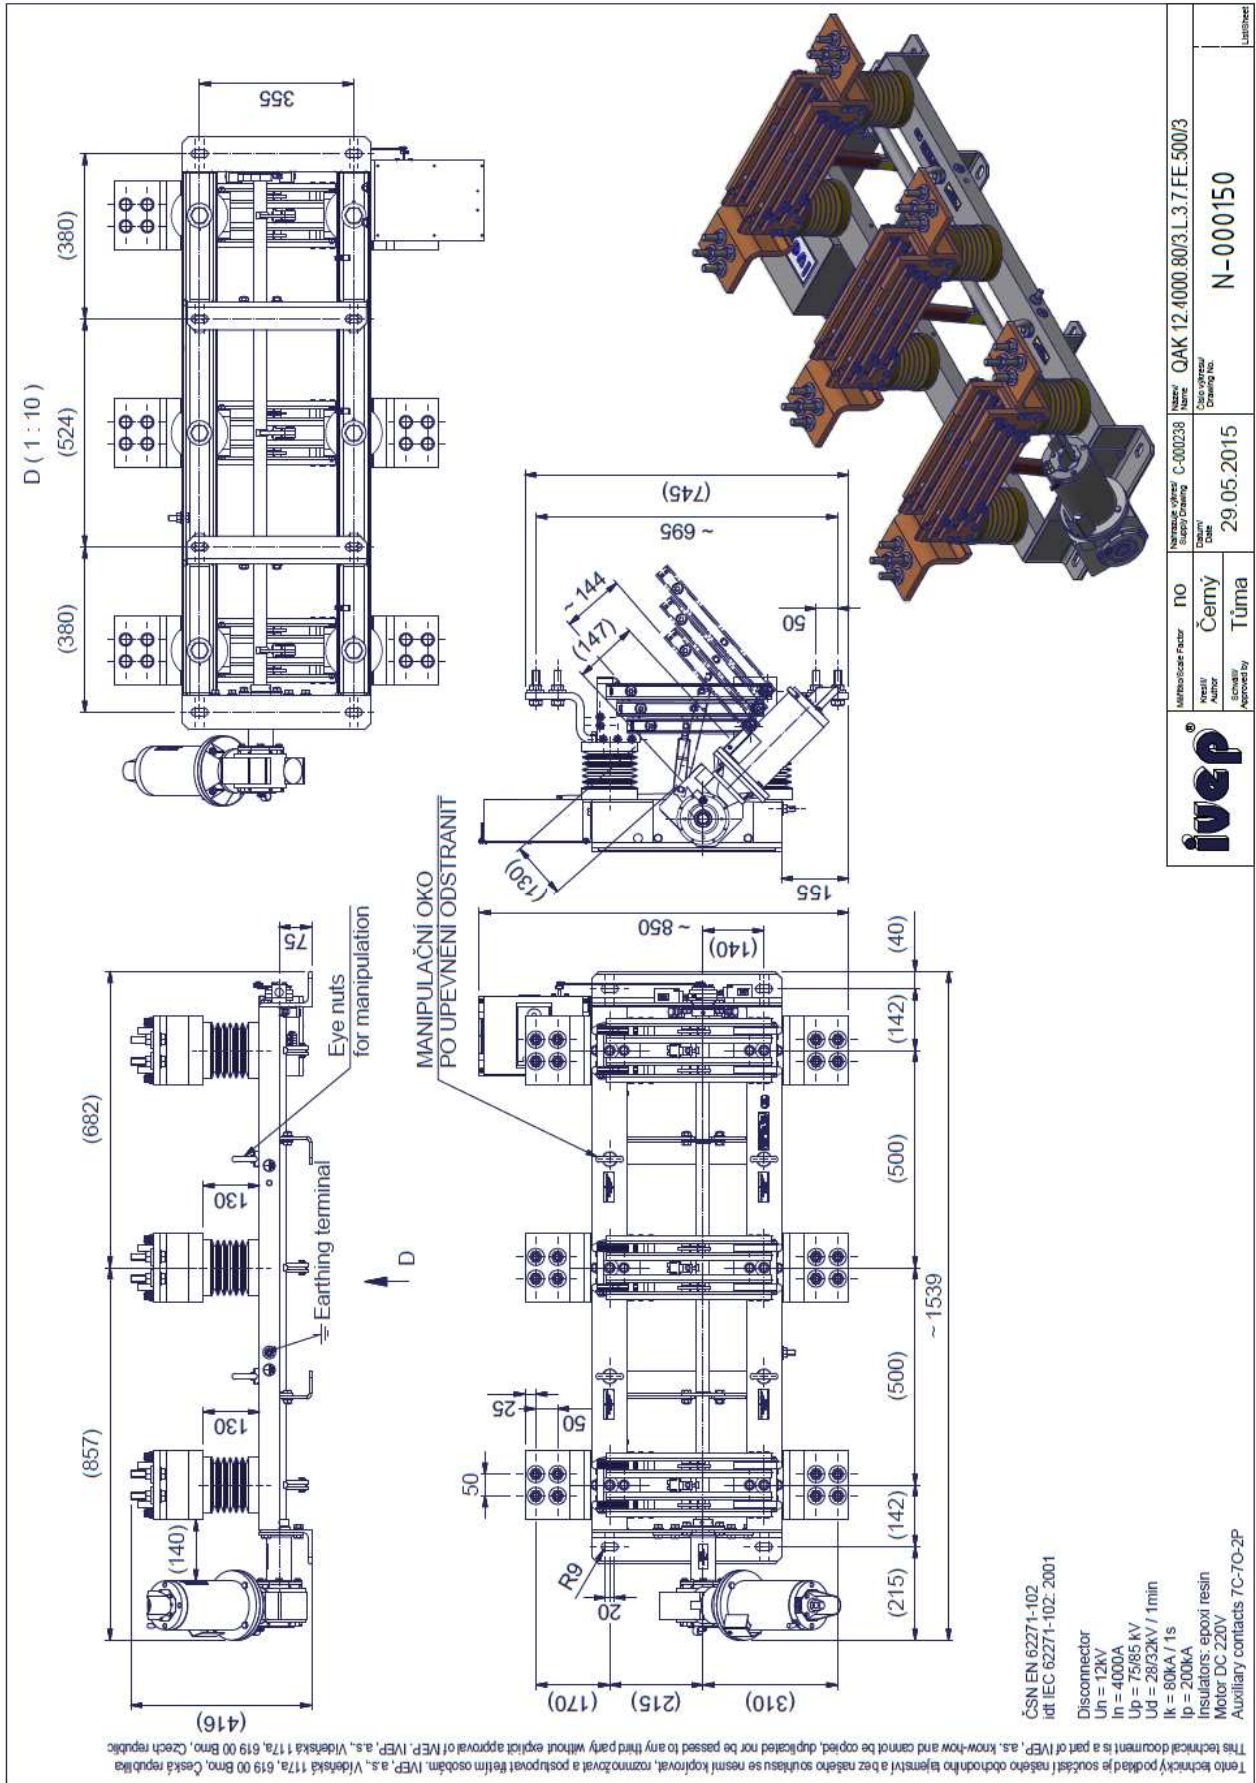 D ( 1 : 10 )
(380)
(524)
(380)
355
(682)
(857)
75
130
130
(140)
(416)
Eye nuts
for manipulation
Earthing terminal
D
MANIPULAČNÍ OKO
PO UPEVNĚNÍ ODSTRANIT
~ 850
(140)
(40)
(142)
(500)
(500)
(142)
(215)
~ 1539
25
50
50
R9
20
(170)
(215)
(310)
(745)
~ 695
~ 144
(147)
50
(130)
155
ČSN EN 62271-102
idt IEC 62271-102: 2001
Disconnector
Un = 12kV
In = 4000A
Up = 75/85 kV
Ud = 28/32kV / 1min
Ik = 80kA / 1s
Ip = 200kA
Insulators: epoxi resin
Motor DC 220V
Auxiliary contacts 7C-7O-2P
ivep ®
Měřítko/Scale Factor no
Kreslil/
Author Černý
Schválil/
Approved by Tůma
Nahrazuje výkres/
Supply Drawing C-000238
Datum/
Date
29.05.2015
Název/
Name QAK 12.4000.80/3.L.3.7.FE.500/3
Číslo výkresu/
Drawing No.
N-000150
List/Sheet
Tento technický podklad je součástí našeho obchodního tajemství a bez našeho souhlasu se nesmí kopírovat, rozmnožovat a postupovat třetím osobám. IVEP, a.s., Vídeňská 117a, 619 00 Brno, Česká republika
This technical document is a part of IVEP, a.s. know-how and cannot be copied, duplicated nor be passed to any third party without explicit approval of IVEP. IVEP, a.s., Vídeňská 117a, 619 00 Brno, Czech republic